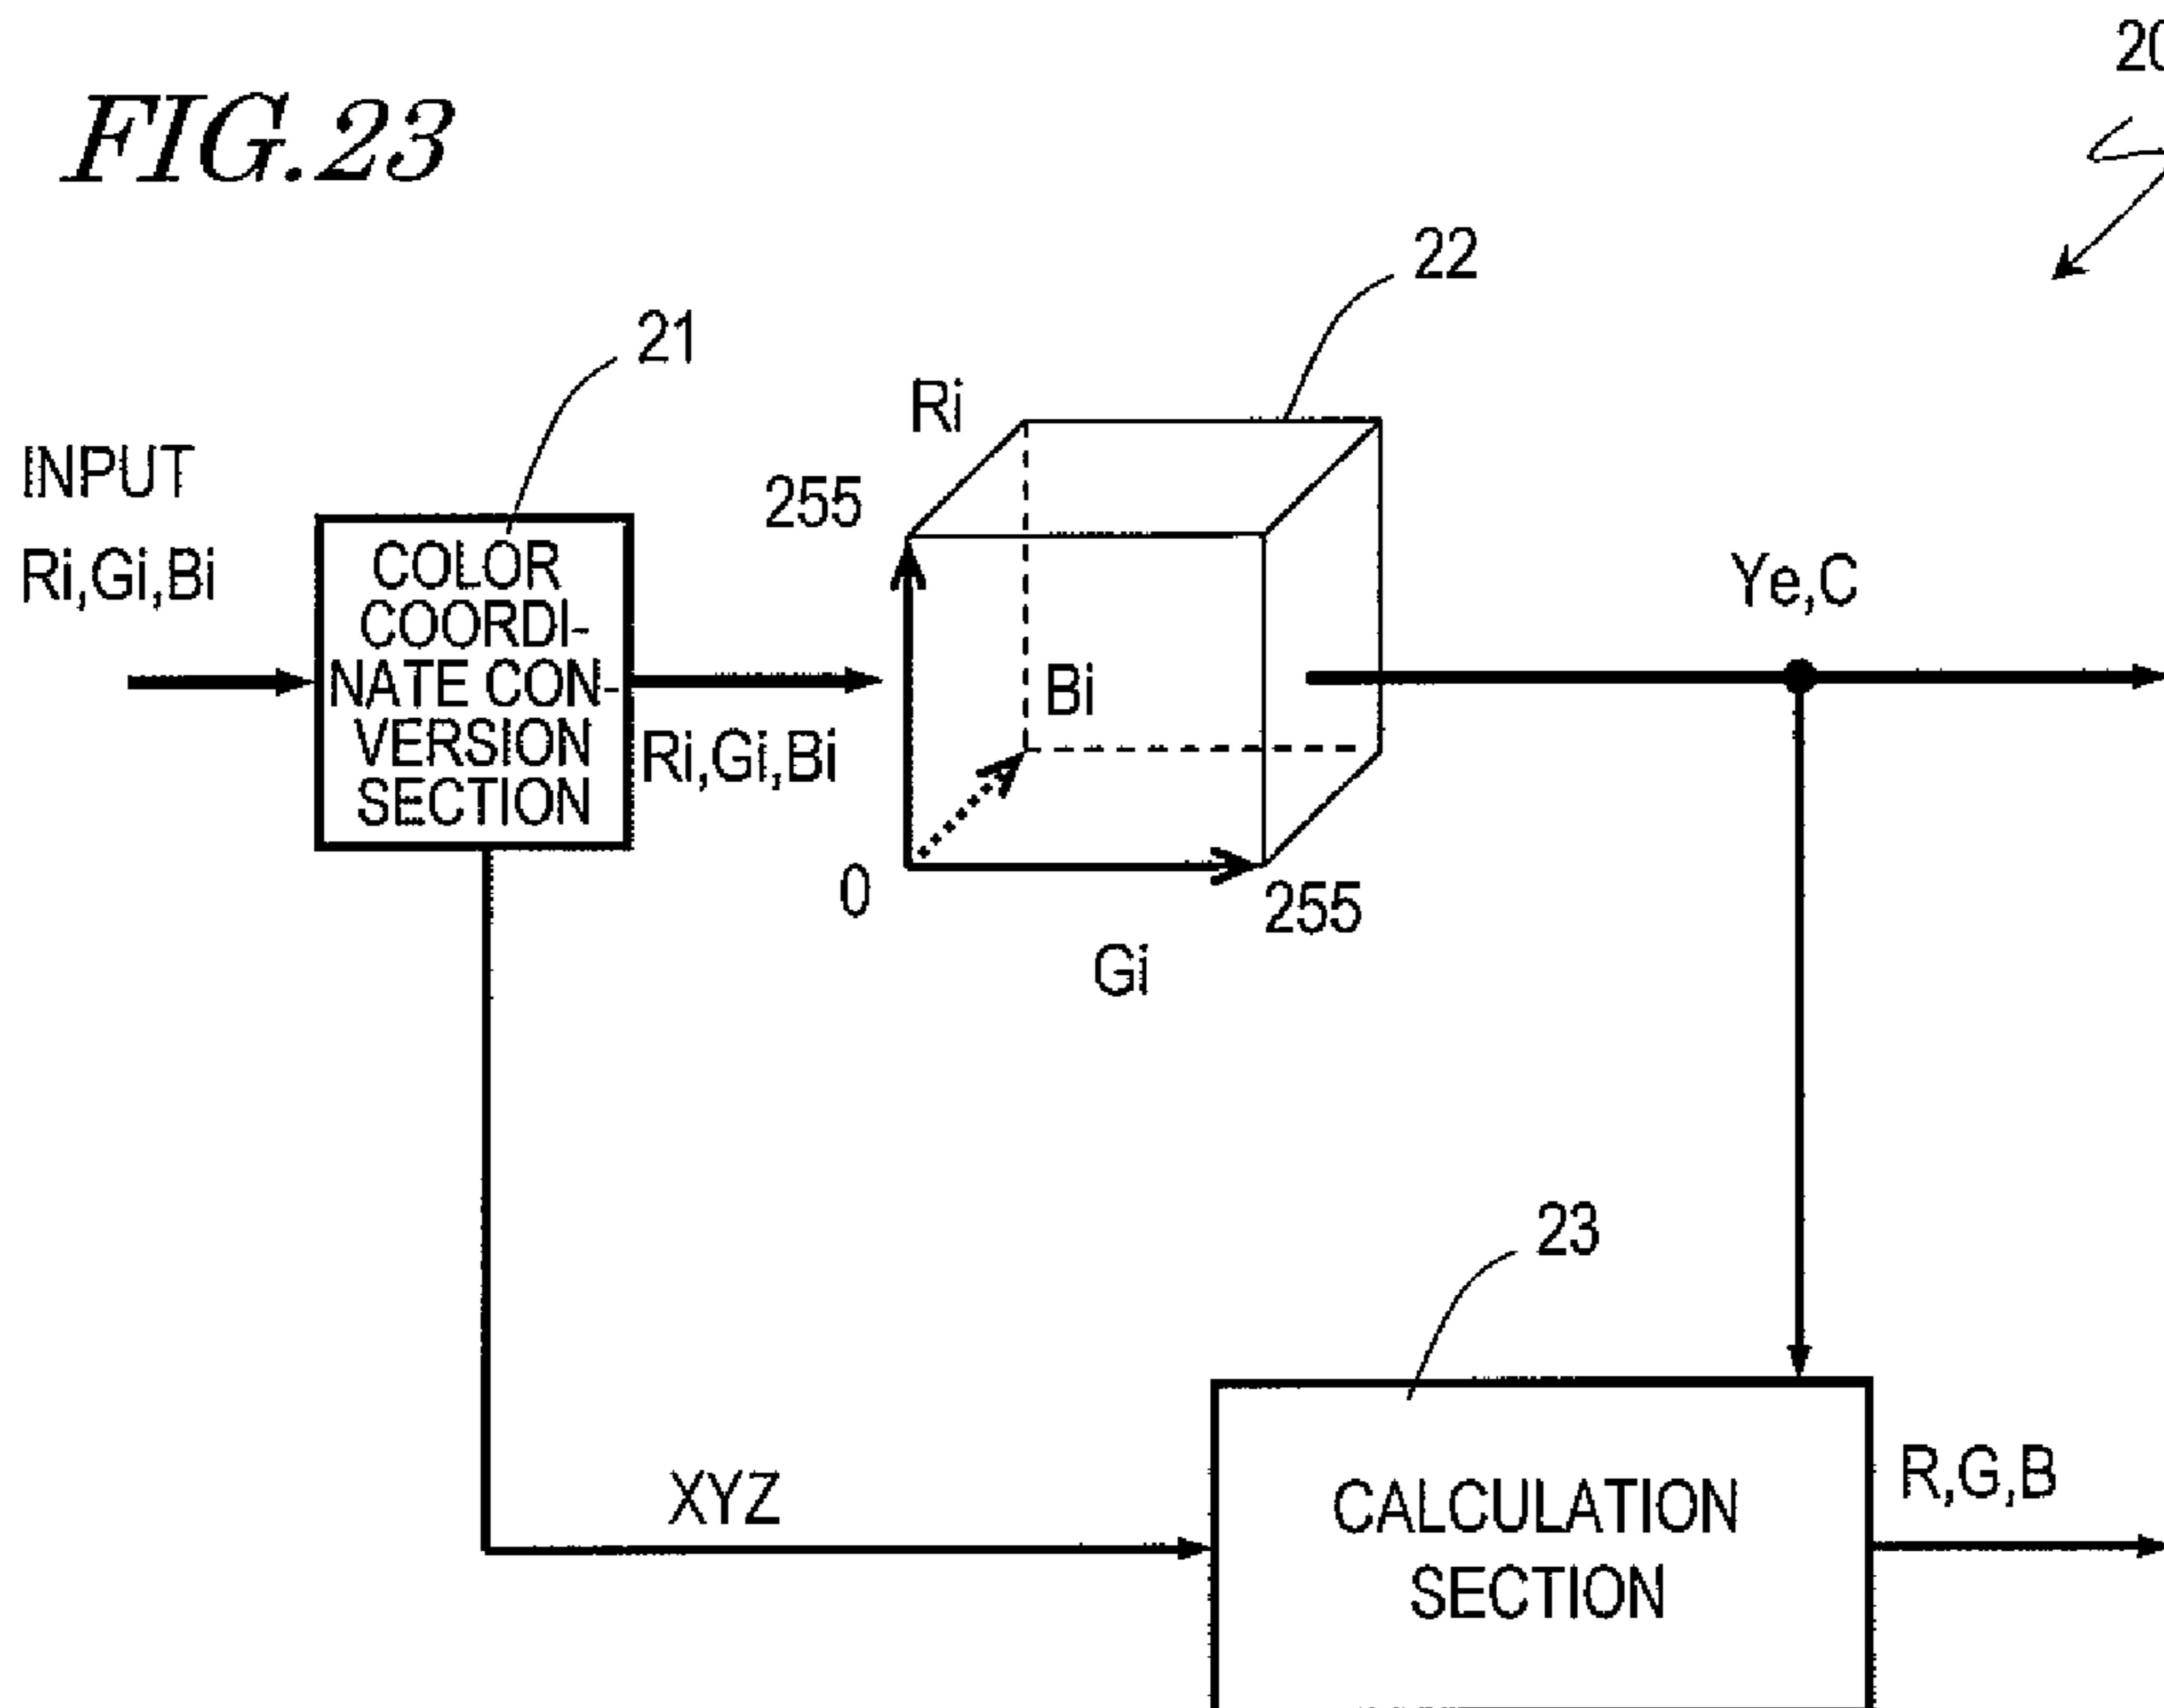 FIG.23
20
22
21
Ri
INPUT
255
Ri,Gi,Bi
COLOR
COORDI-
NATE CON-
VERSION
SECTION
Ye,C
Bi
Ri,Gi,Bi
0
255
Gi
23
XYZ
CALCULATION
SECTION
R,G,B